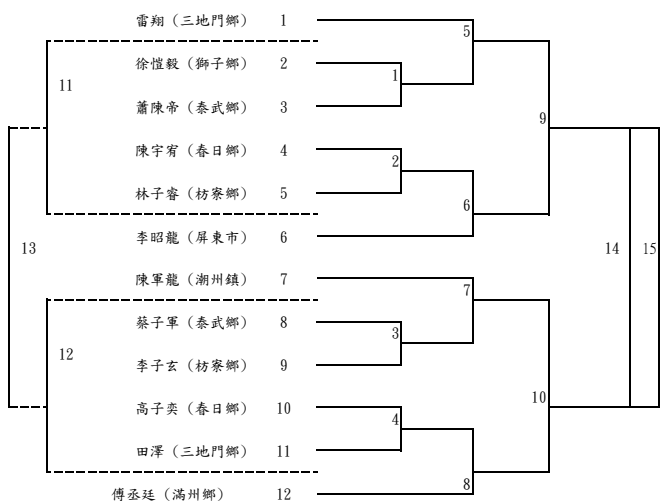 雷翔（三地門鄉） 1
5
徐愷毅（獅子鄉） 2
1
11
蕭陳帝（泰武鄉） 3
9
陳宇宥（春日鄉） 4
2
林子睿（枋寮鄉） 5
6
李昭龍（屏東市） 6
13
14
15
陳軍龍（潮州鎮） 7
7
蔡子軍（泰武鄉） 8
3
12
李子玄（枋寮鄉） 9
10
高子奕（春日鄉） 10
4
田澤（三地門鄉） 11
8
傅丞廷（滿州鄉） 12